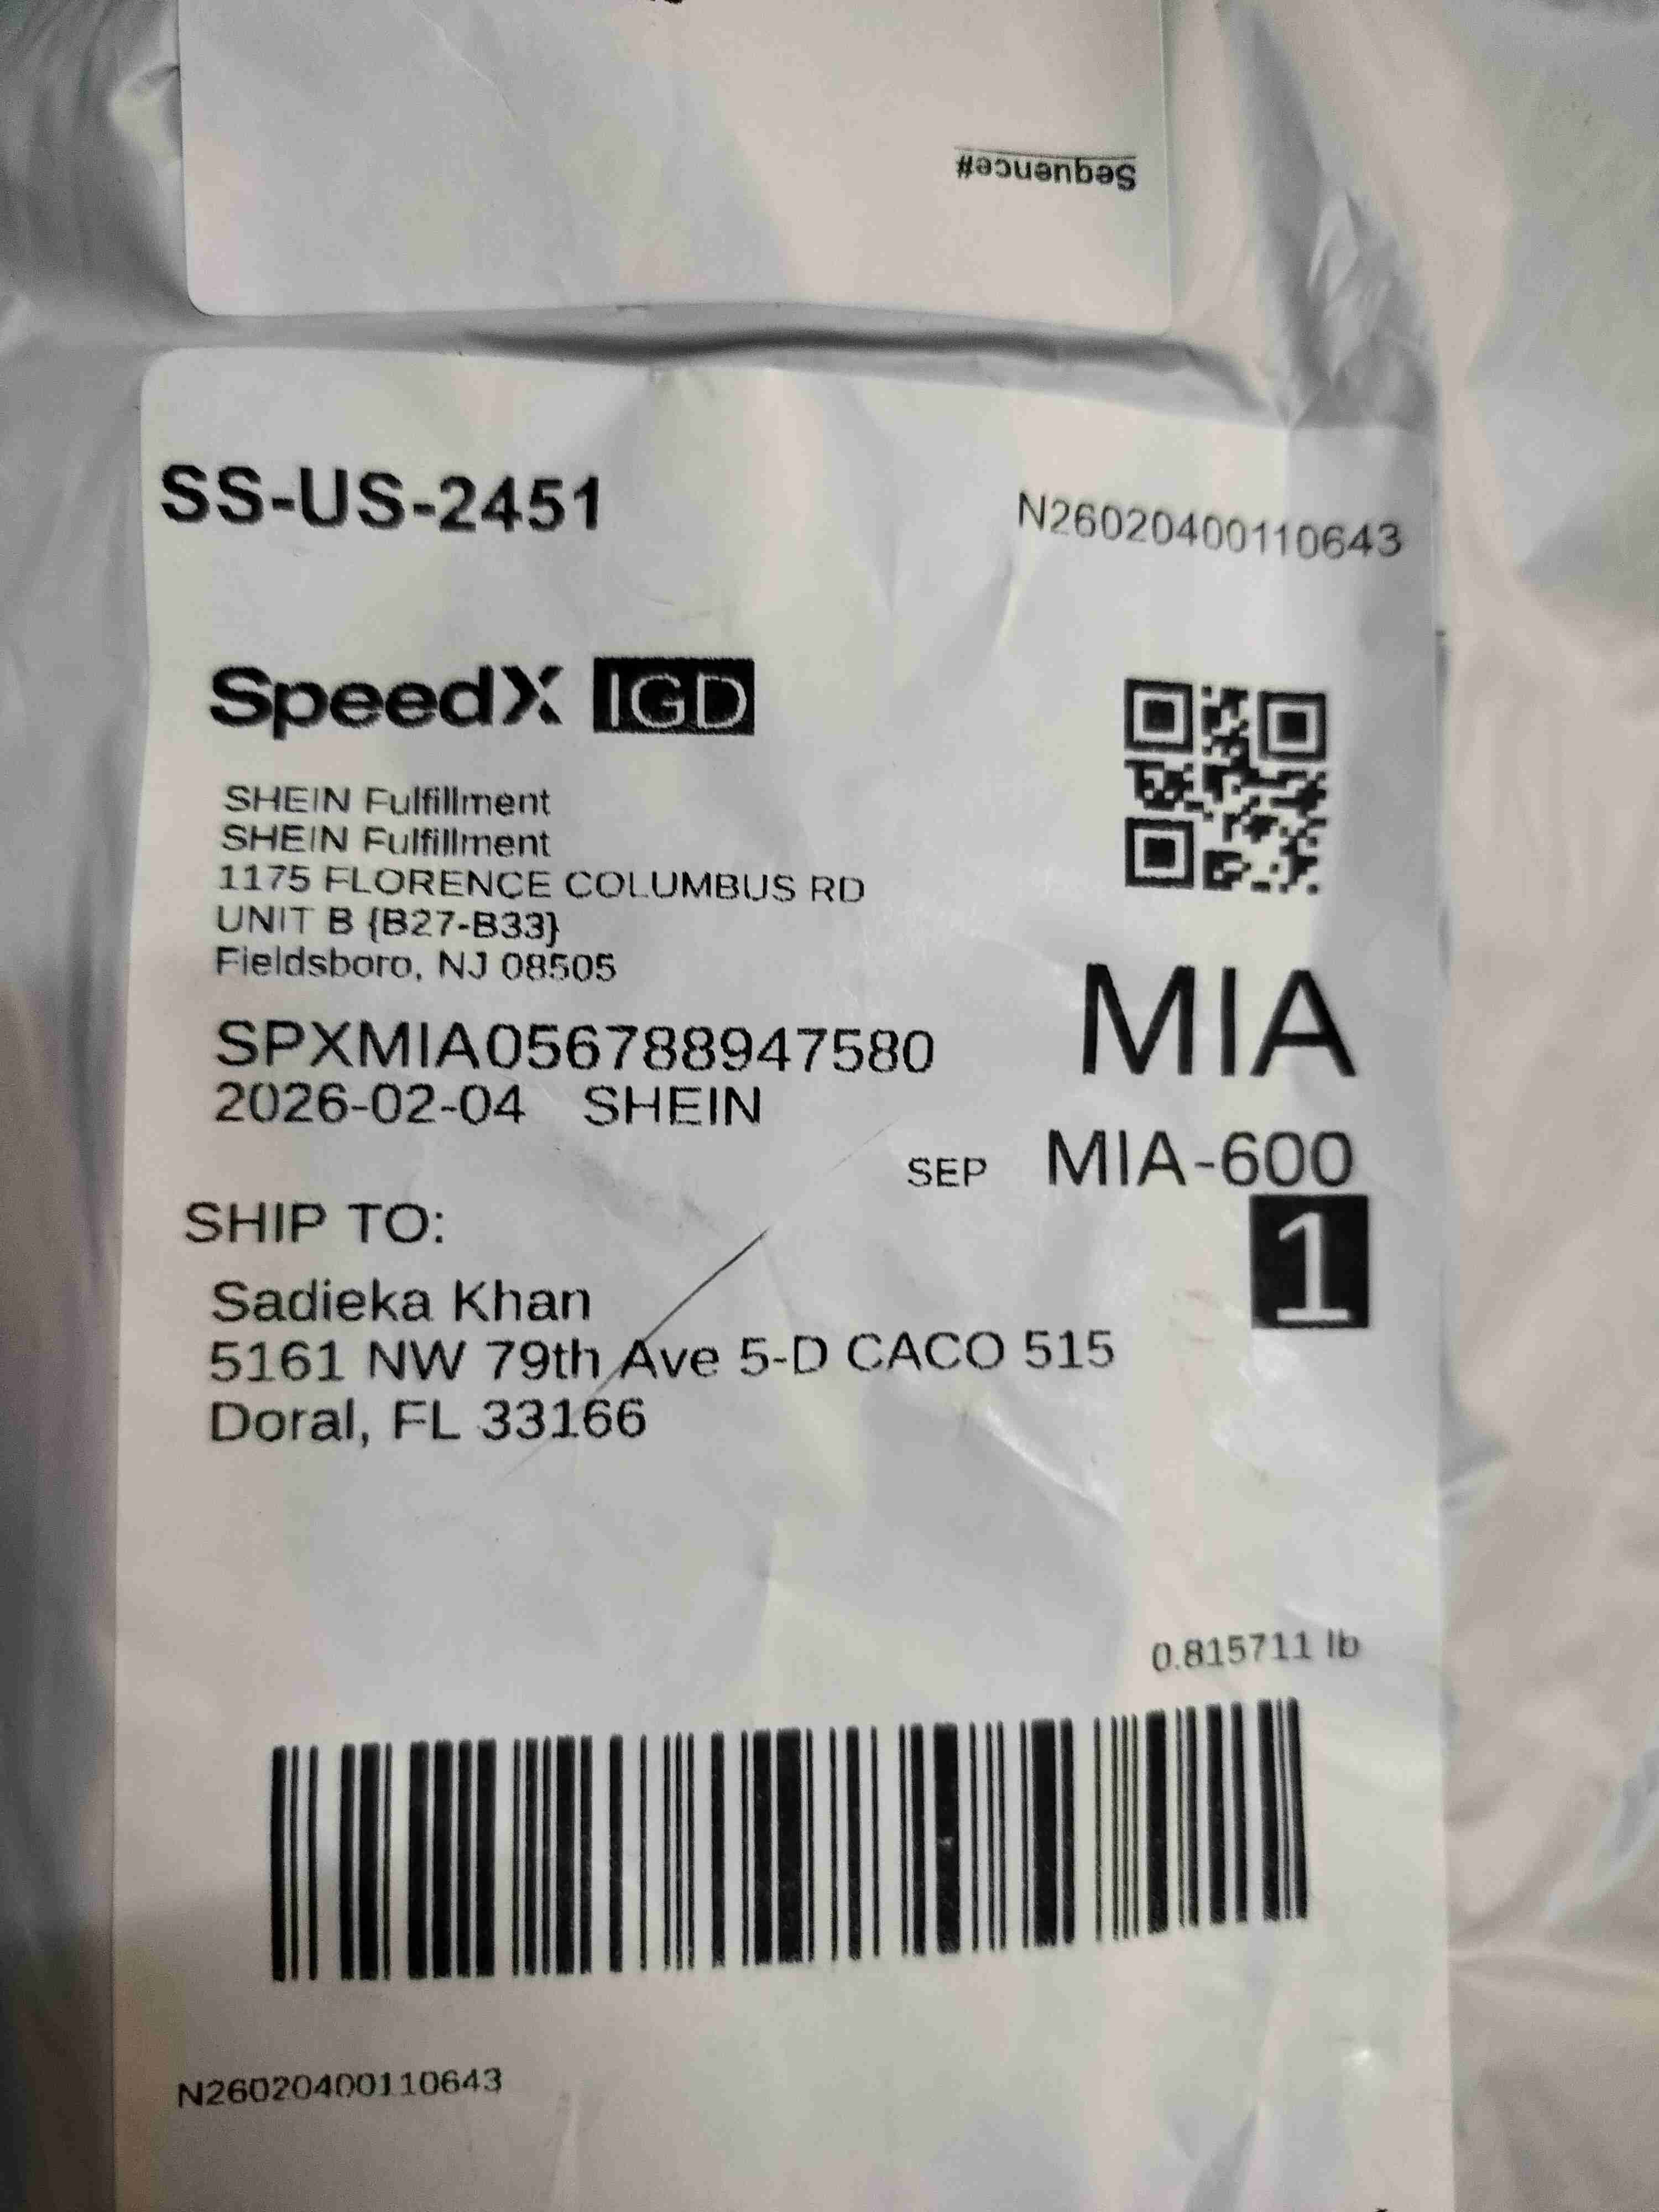 Sequence#
SS-US-2451
N26020400110643
SpeedX IGD
SHEIN Fulfillment
SHEIN Fulfillment
1175 FLORENCE COLUMBUS RD
UNIT B {B27-B33}
Fieldsboro, NJ 08505
SPXMIA056788947580
MIA
2026-02-04 SHEIN
SEP MIA-600
1
SHIP TO:
Sadieka Khan
5161 NW 79th Ave 5-D CACO 515
Doral, FL 33166
0.815711 lb
N26020400110643